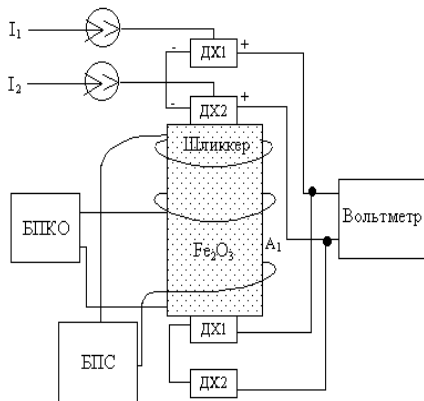 I₁
ДХ1
- +
I₂
- +
ДХ2
Шликкер
БПКО
Вольтметр
A₁
Fe₂O₃
БПС
ДХ1
ДХ2